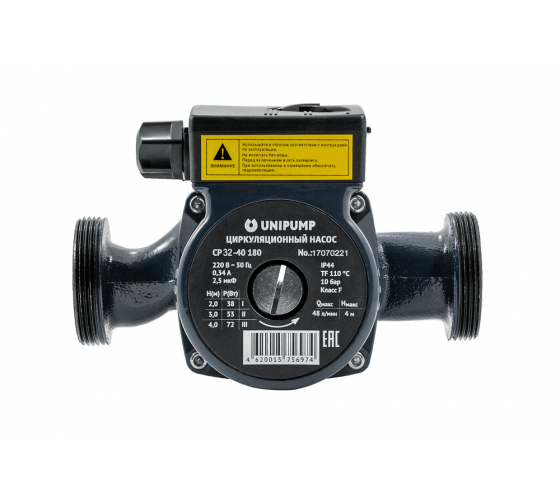 ВНИМАНИЕ
Используйте в строгом соответствии с инструкцией
по эксплуатации.
Не включать без воды.
Перед включением в сеть заземлить.
При использовании в помещении обеспечить
гидроизоляцию.
UNIPUMP
ЦИРКУЛЯЦИОННЫЙ НАСОС
CP 32-40 180 No.:17070221
220 В ~ 50 Гц IP44
0,34 А TF 110 °C
2,5 мкФ 10 бар
Класс F
H(м) P(Вт)
2,0 38 I
3,0 53 II
4,0 72 III
Qмакс Hмакс
48 л/мин 4 м
4 620013 756974
EAC